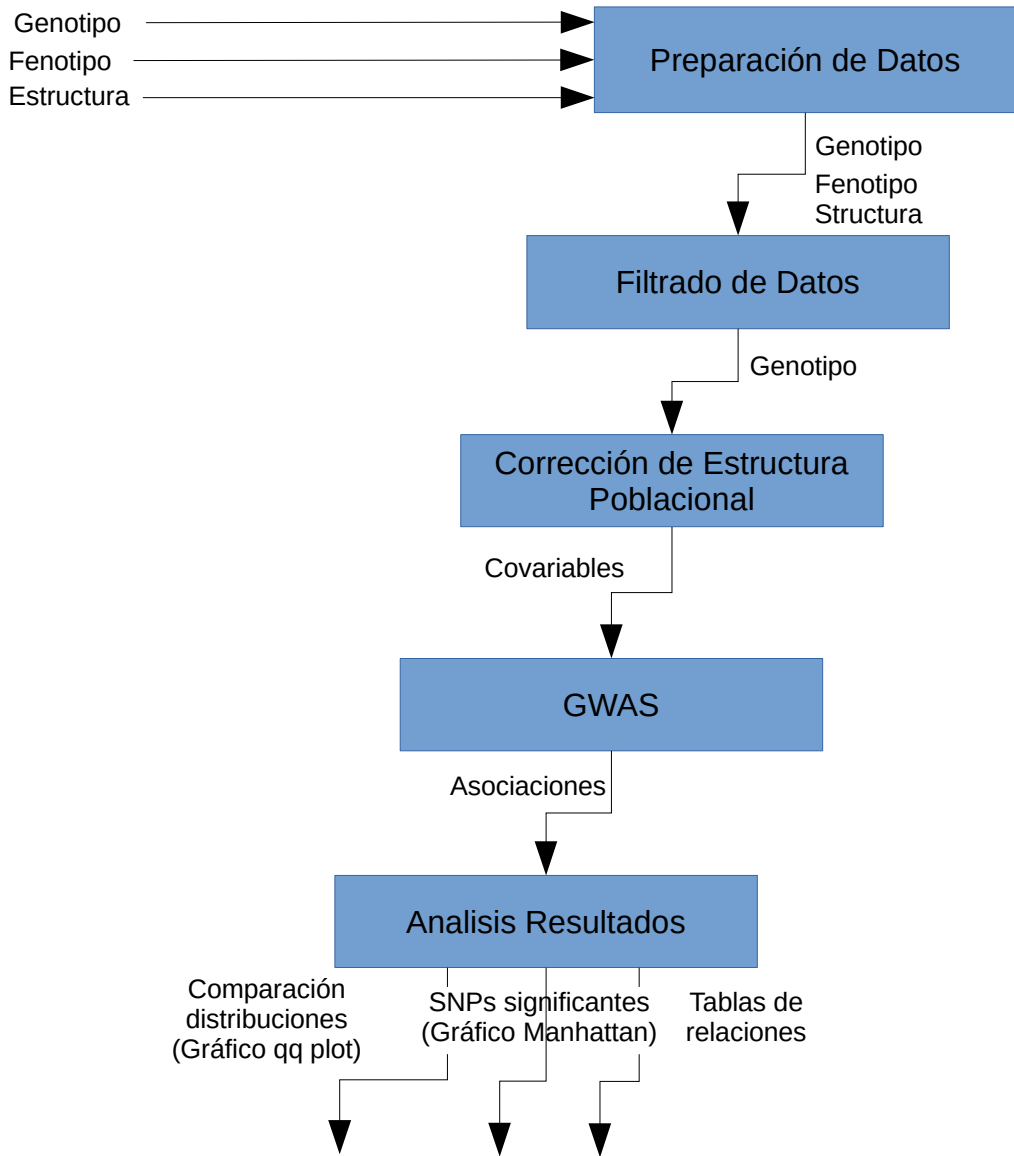 Genotipo
Fenotipo
Estructura
Preparación de Datos
Genotipo
Fenotipo
Structura
Filtrado de Datos
Genotipo
Corrección de Estructura
Poblacional
Covariables
GWAS
Asociaciones
Analisis Resultados
Comparación
distribuciones
(Gráfico qq plot)
SNPs significantes
(Gráfico Manhattan)
Tablas de
relaciones